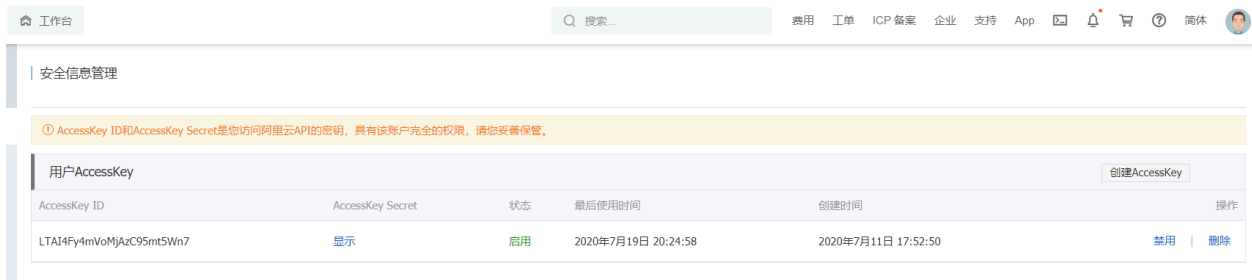 工作台 搜索... 费用 工单 ICP 备案 企业 支持 App 简体
安全信息管理
AccessKey ID和AccessKey Secret是您访问阿里云API的密钥，具有该账户完全的权限，请您妥善保管。
用户AccessKey 创建AccessKey
AccessKey ID AccessKey Secret 状态 最后使用时间 创建时间 操作
LTAI4Fy4mVoMjAzC95mt5Wn7 显示 启用 2020年7月19日 20:24:58 2020年7月11日 17:52:50 禁用 | 删除